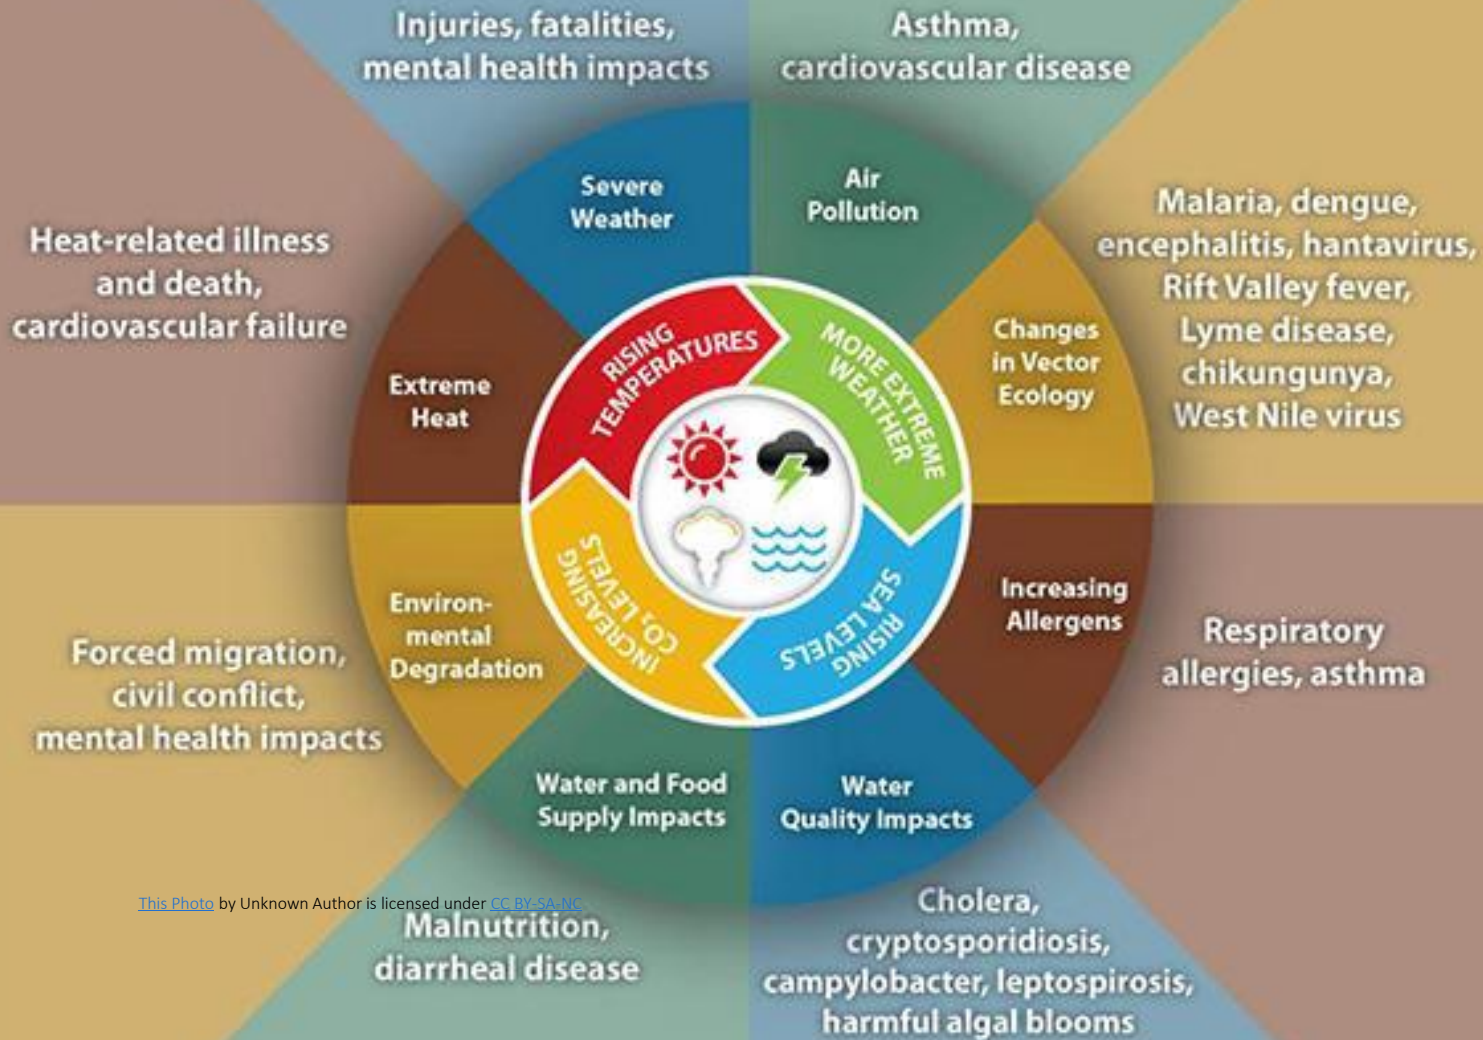 Injuries, fatalities,
mental health impacts
Asthma,
cardiovascular disease
Severe
Weather
Air
Pollution
Malaria, dengue,
encephalitis, hantavirus,
Rift Valley fever,
Lyme disease,
chikungunya,
West Nile virus
Heat-related illness
and death,
cardiovascular failure
Changes
in Vector
Ecology
Extreme
Heat
RISING
TEMPERATURES
MORE EXTREME
WEATHER
RISING
SEA LEVELS
INCREASING
CO₂ LEVELS
Increasing
Allergens
Respiratory
allergies, asthma
Environ-
mental
Degradation
Forced migration,
civil conflict,
mental health impacts
Water and Food
Supply Impacts
Water
Quality Impacts
This Photo by Unknown Author is licensed under CC BY-SA-NC
Malnutrition,
diarrheal disease
Cholera,
cryptosporidiosis,
campylobacter, leptospirosis,
harmful algal blooms